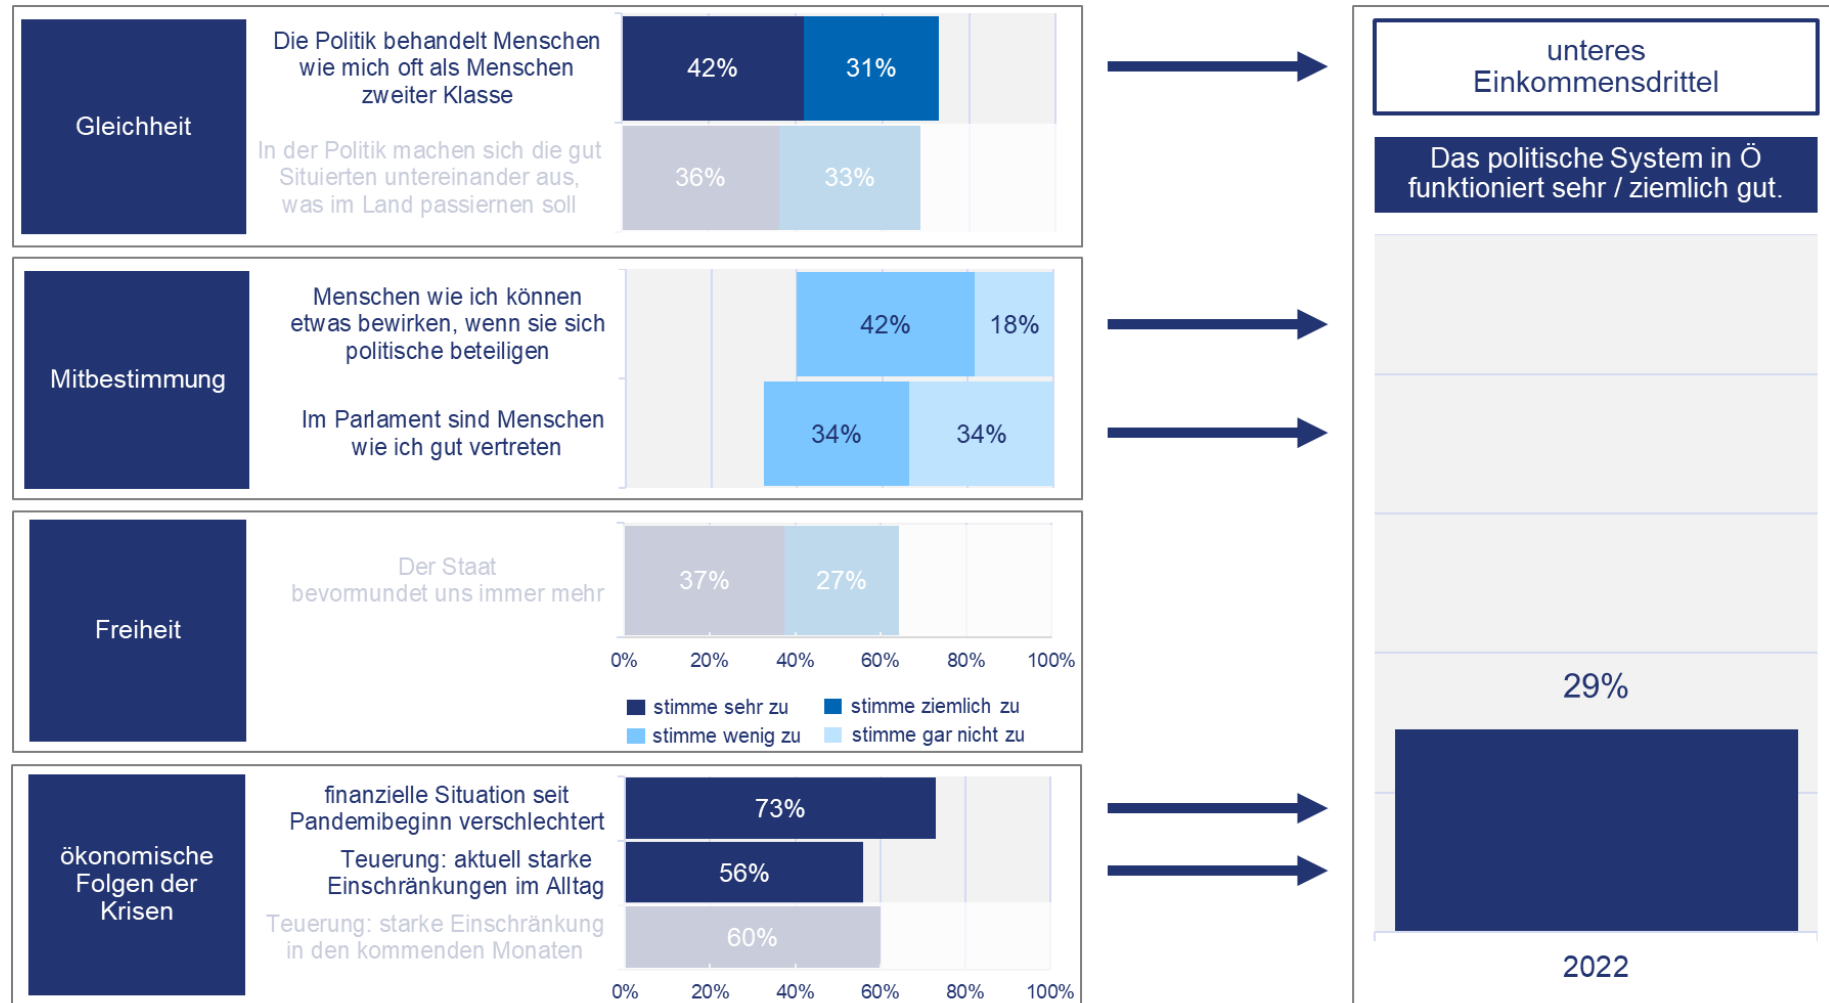 Gleichheit
Die Politik behandelt Menschen
wie mich oft als Menschen
zweiter Klasse
42%
31%
In der Politik machen sich die gut
Situierten untereinander aus,
was im Land passiernen soll
36%
33%
Mitbestimmung
Menschen wie ich können
etwas bewirken, wenn sie sich
politische beteiligen
42%
18%
Im Parlament sind Menschen
wie ich gut vertreten
34%
34%
Freiheit
Der Staat
bevormundet uns immer mehr
37%
27%
0% 20% 40% 60% 80% 100%
stimme sehr zu
stimme ziemlich zu
stimme wenig zu
stimme gar nicht zu
ökonomische
Folgen der
Krisen
finanzielle Situation seit
Pandemibeginn verschlechtert
73%
Teuerung: aktuell starke
Einschränkungen im Alltag
56%
Teuerung: starke Einschränkung
in den kommenden Monaten
60%
0% 20% 40% 60% 80% 100%
unteres
Einkommensdrittel
Das politische System in Ö
funktioniert sehr / ziemlich gut.
29%
2022